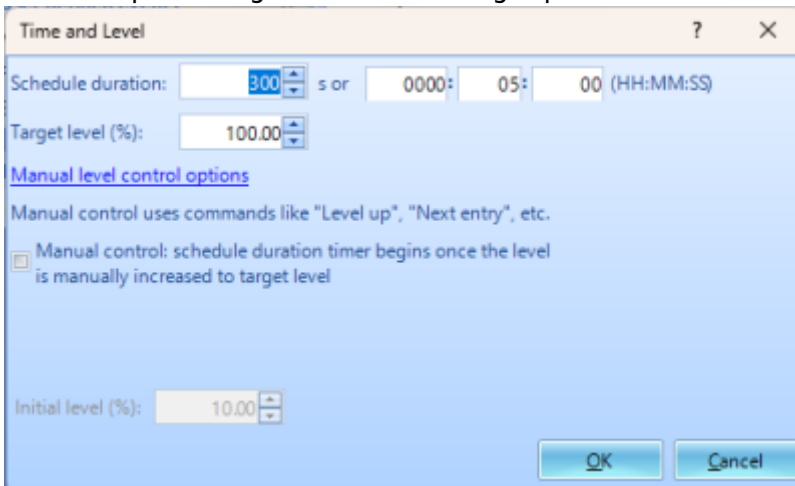 Time and Level ? ×
Schedule duration: 300 s or 0000: 05: 00 (HH:MM:SS)
Target level (%): 100.00
Manual level control options
Manual control uses commands like "Level up", "Next entry", etc.
Manual control: schedule duration timer begins once the level
is manually increased to target level
Initial level (%): 10.00
OK Cancel